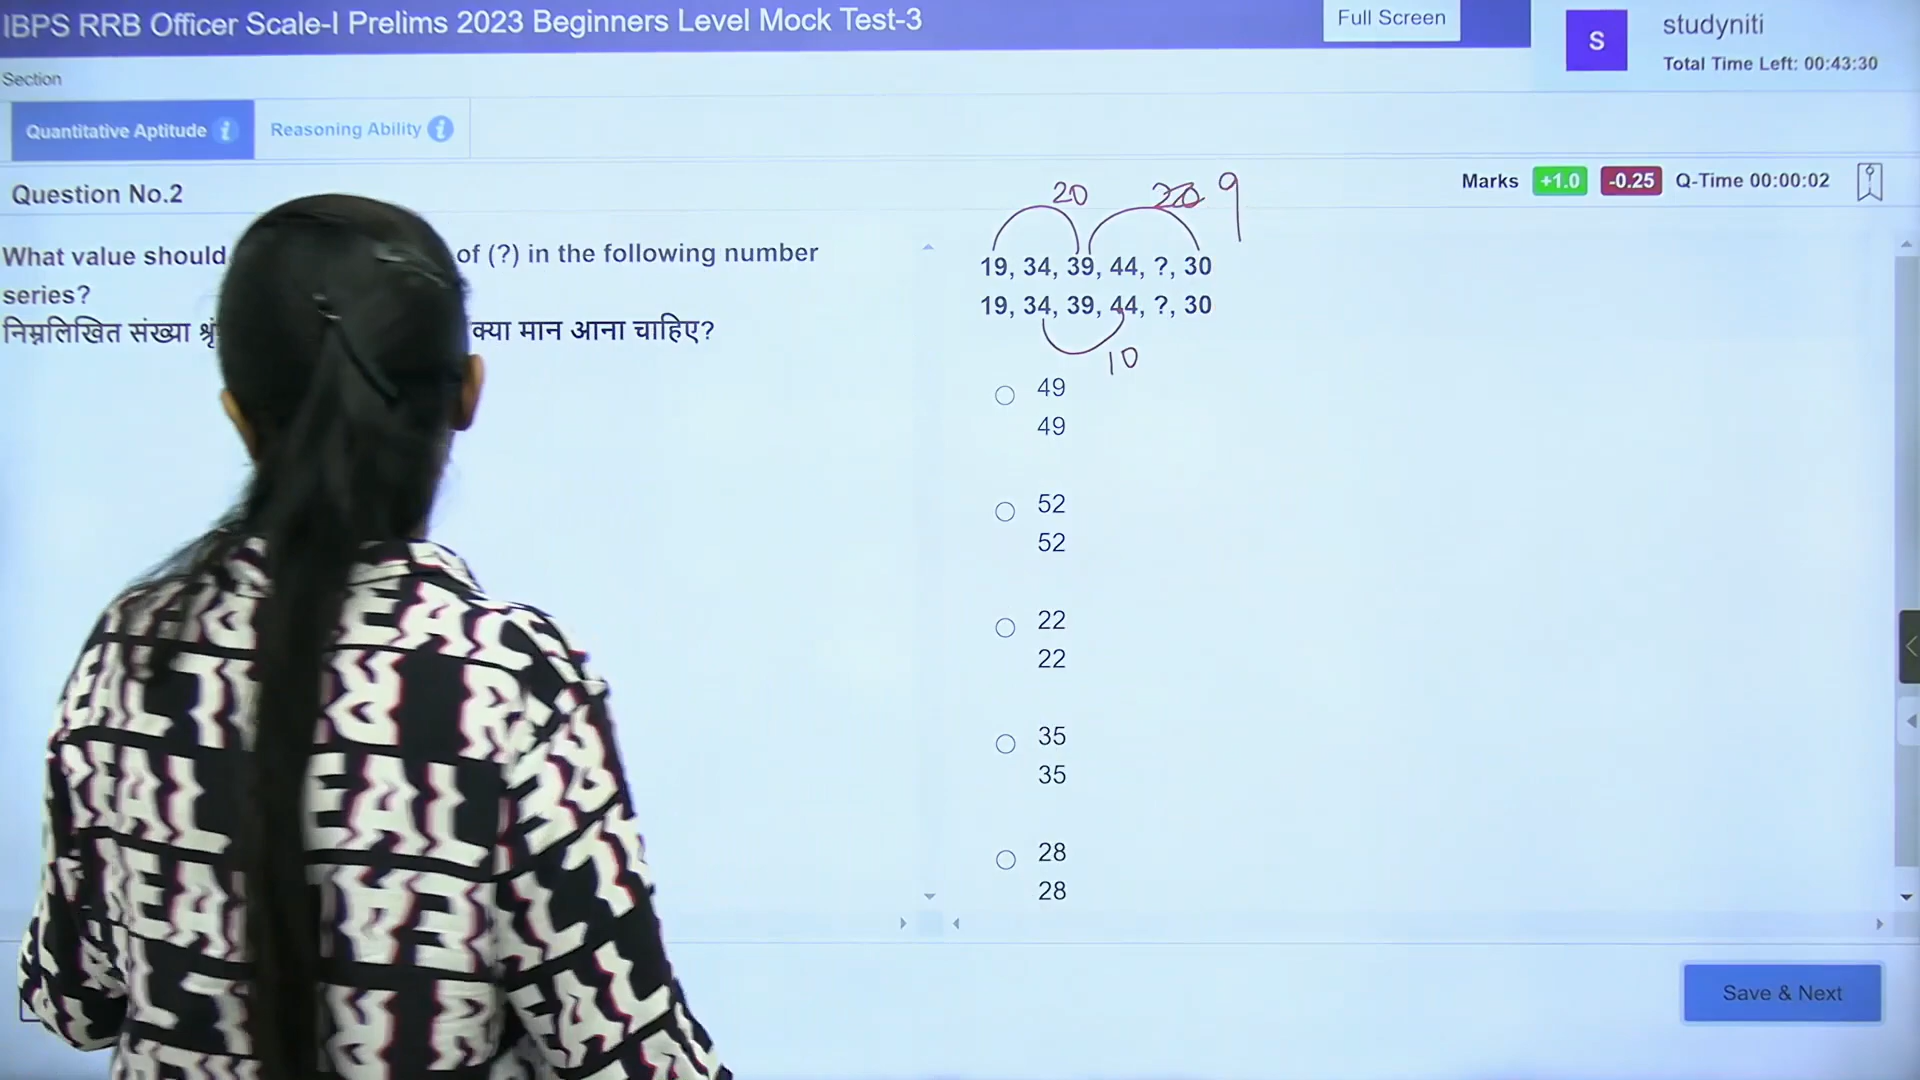 IBPS RRB Officer Scale-I Prelims 2023 Beginners Level Mock Test-3
Full Screen
S
studyniti
Total Time Left: 00:43:30
Section
Quantitative Aptitude i
Reasoning Ability i
Question No.2
Marks +1.0 -0.25 Q-Time 00:00:02
What value should of (?) in the following number
series?
निम्नलिखित संख्या क्या मान आना चाहिए?
20 20 9
19, 34, 39, 44, ?, 30
19, 34, 39, 44, ?, 30
10
49
49
52
52
22
22
35
35
28
28
REAL
Save & Next